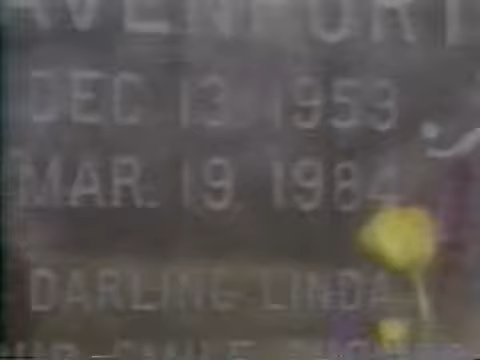 AVENPORT
DEC 13, 1959
MAR. 19, 1984
DARLING LINDA